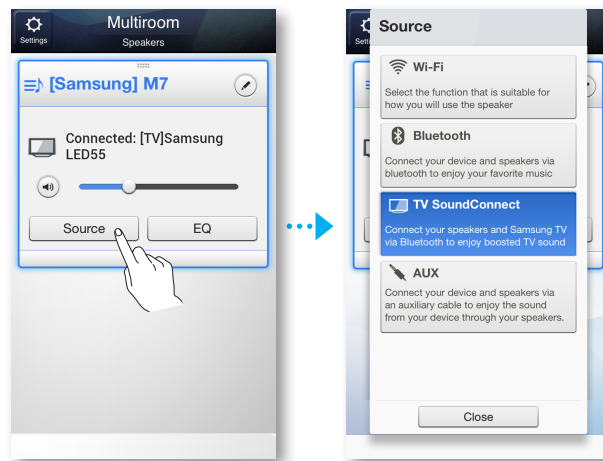 Multiroom
Settings
Speakers
[Samsung] M7
Connected: [TV]Samsung
LED55
Source
EQ
Source
Wi-Fi
Select the function that is suitable for
how you will use the speaker
Bluetooth
Connect your device and speakers via
bluetooth to enjoy your favorite music
TV SoundConnect
Connect your speakers and Samsung TV
via Bluetooth to enjoy boosted TV sound
AUX
Connect your device and speakers via
an auxiliary cable to enjoy the sound
from your device through your speakers.
Close